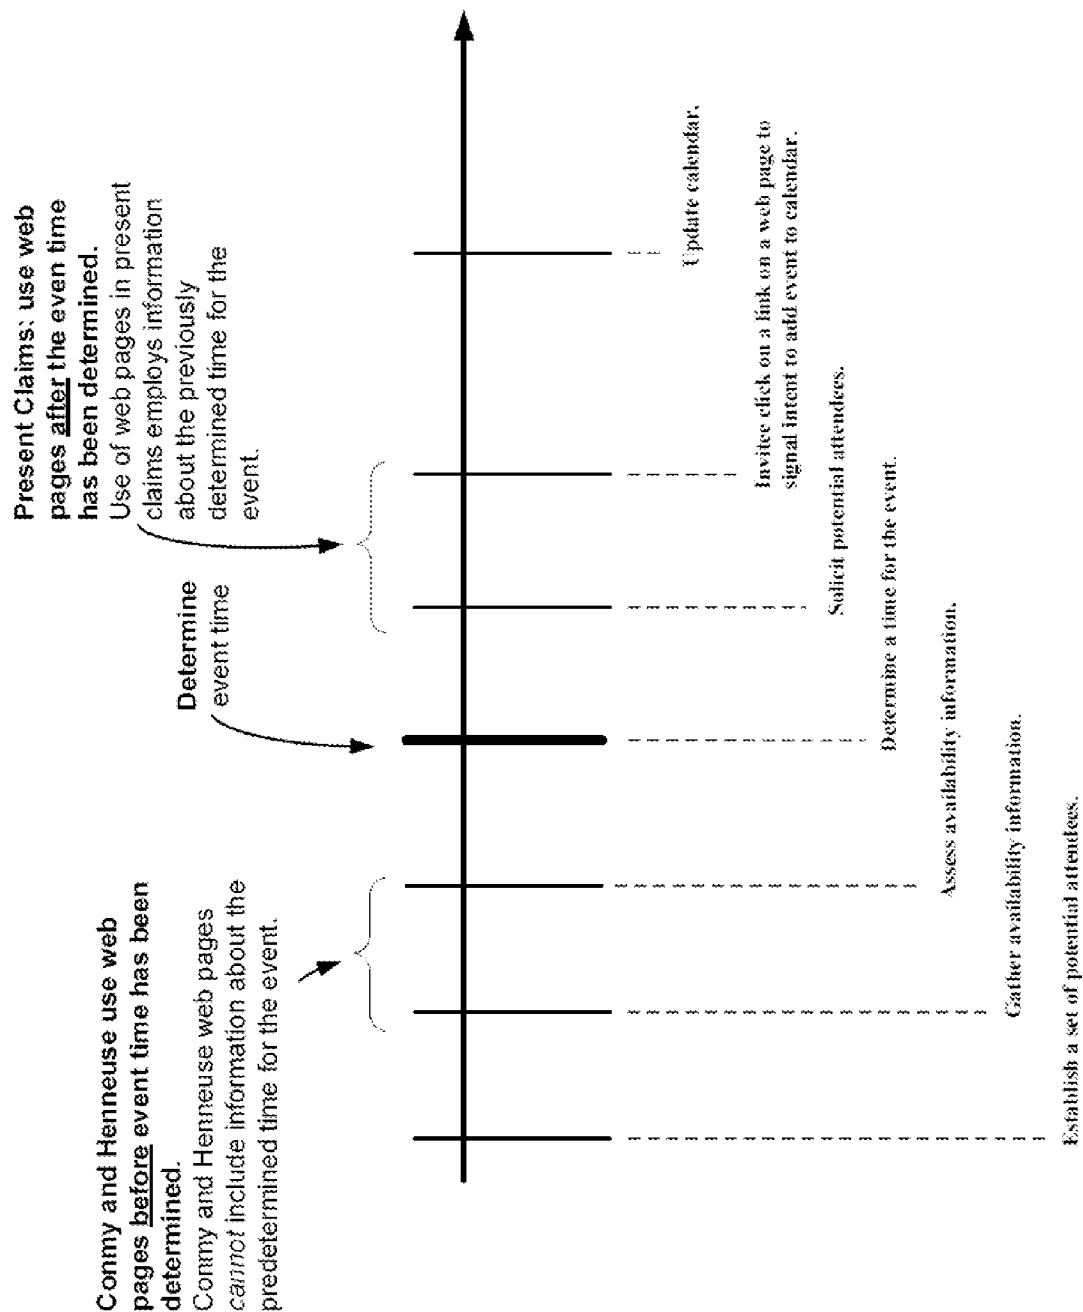 Conmy and Henneuse use web
pages before event time has been
determined.
Conmy and Henneuse web pages
cannot include information about the
predetermined time for the event.
Determine
event time
Present Claims: use web
pages after the even time
has been determined.
Use of web pages in present
claims employs information
about the previously
determined time for the
event.
Establish a set of potential attendees.
Gather availability information.
Assess availability information.
Determine a time for the event.
Solicit potential attendees.
Invitee click on a link on a web page to
signal intent to add event to calendar.
Update calendar.